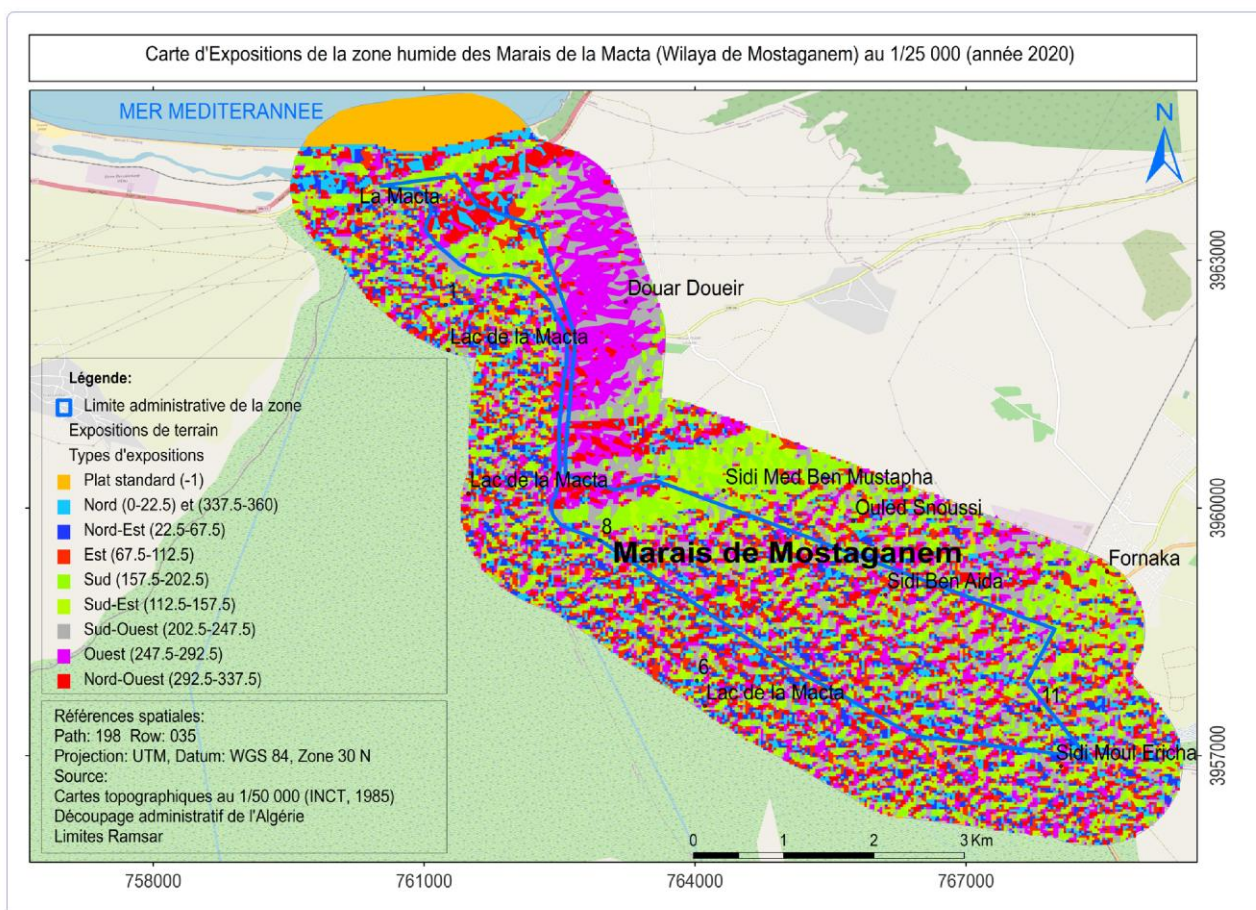 Carte d'Expositions de la zone humide des Marais de la Macta (Wilaya de Mostaganem) au 1/25 000 (année 2020)
MER MEDITERANNEE
N
La Macta
3963000
Douar Doueir
1
Lac de la Macta
Légende:
Limite administrative de la zone
Expositions de terrain
Types d'expositions
Plat standard (-1)
Nord (0-22.5) et (337.5-360)
Nord-Est (22.5-67.5)
Est (67.5-112.5)
Sud (157.5-202.5)
Sud-Est (112.5-157.5)
Sud-Ouest (202.5-247.5)
Ouest (247.5-292.5)
Nord-Ouest (292.5-337.5)
Lac de la Macta
Sidi Med Ben Mustapha
Ouled Snoussi
3960000
8
Marais de Mostaganem
Fornaka
Sidi Ben Aida
6
Lac de la Macta
11
Sidi Moul Ericha
3957000
Références spatiales:
Path: 198 Row: 035
Projection: UTM, Datum: WGS 84, Zone 30 N
Source:
Cartes topographiques au 1/50 000 (INCT, 1985)
Découpage administratif de l'Algérie
Limites Ramsar
0 1 2 3 Km
758000 761000 764000 767000